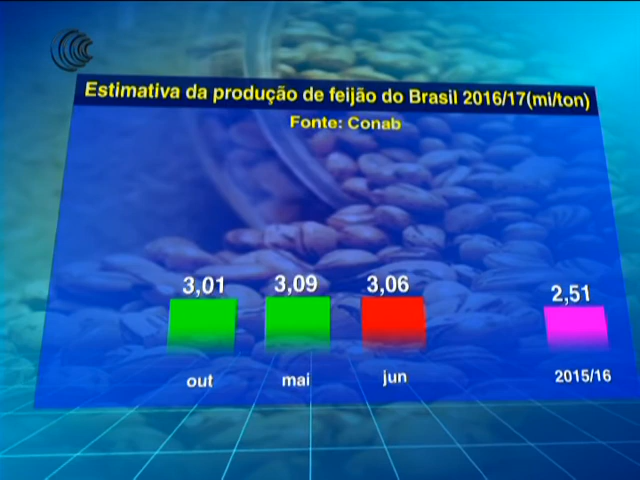 Estimativa da produção de feijão do Brasil 2016/17(mi/ton)
Fonte: Conab
3,01
3,09
3,06
2,51
out
mai
jun
2015/16